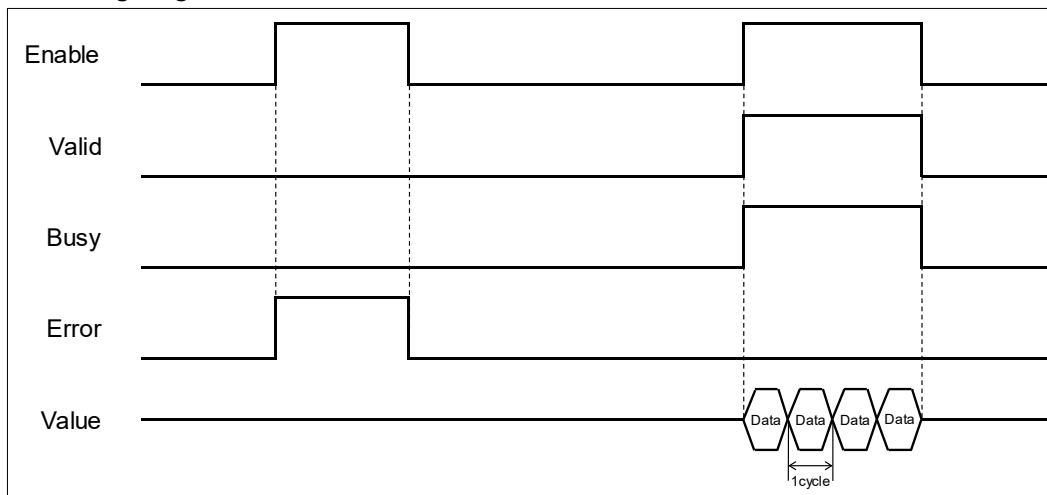 Enable
Valid
Busy
Error
Value
Data Data Data Data
1cycle